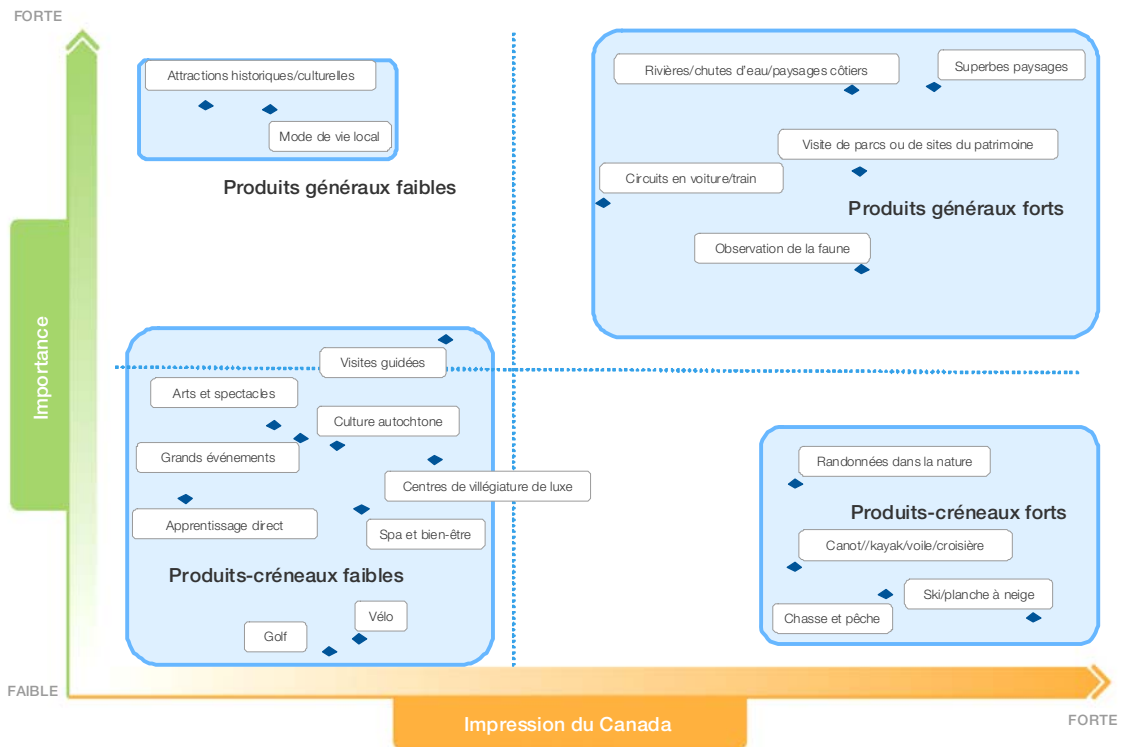 FORTE
Attractions historiques/culturelles
Mode de vie local
Produits généraux faibles
Rivières/chutes d'eau/paysages côtiers
Superbes paysages
Visite de parcs ou de sites du patrimoine
Circuits en voiture/train
Produits généraux forts
Observation de la faune
Importance
Visites guidées
Arts et spectacles
Culture autochtone
Grands événements
Centres de villégiature de luxe
Apprentissage direct
Spa et bien-être
Produits-créneaux faibles
Vélo
Golf
Randonnées dans la nature
Produits-créneaux forts
Canot//kayak/voile/croisière
Ski/planche à neige
Chasse et pêche
FAIBLE
Impression du Canada
FORTE